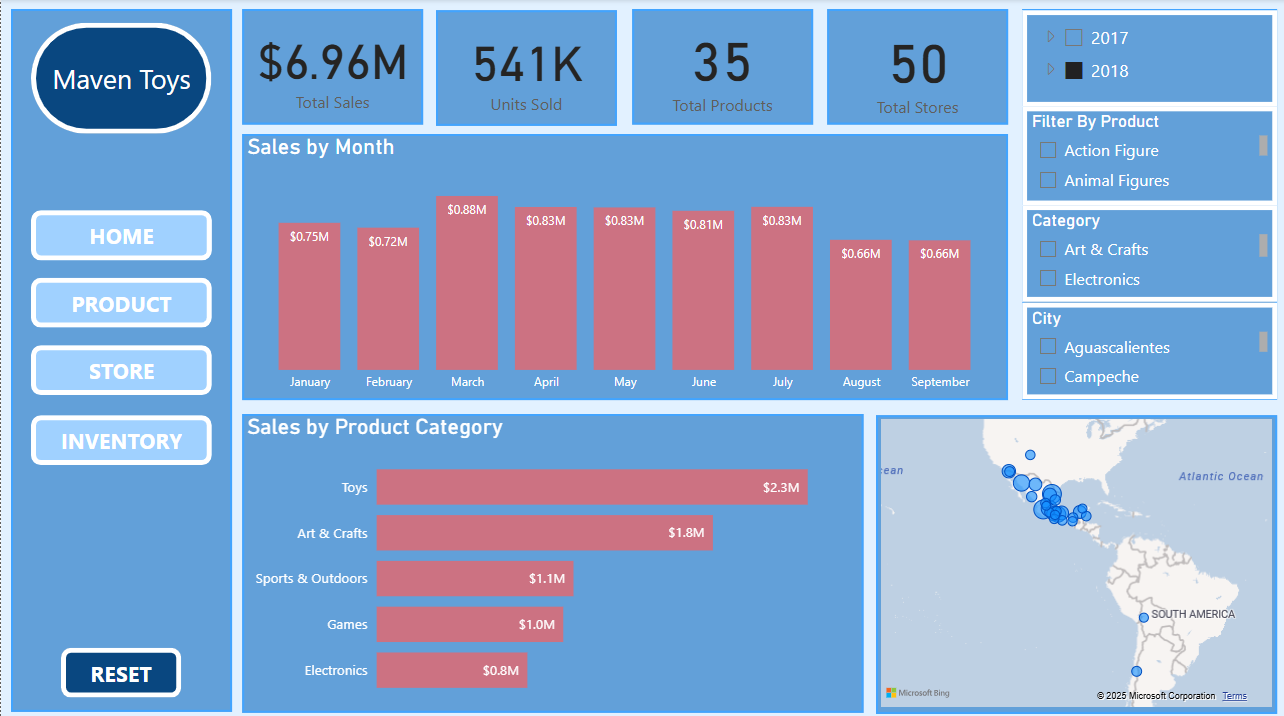 Maven Toys
HOME
PRODUCT
STORE
INVENTORY
RESET
$6.96M
Total Sales
541K
Units Sold
35
Total Products
50
Total Stores
Sales by Month
$0.75M
$0.72M
$0.88M
$0.83M
$0.83M
$0.81M
$0.83M
$0.66M
$0.66M
January
February
March
April
May
June
July
August
September
Sales by Product Category
Toys $2.3M
Art & Crafts $1.8M
Sports & Outdoors $1.1M
Games $1.0M
Electronics $0.8M
2017
2018
Filter By Product
Action Figure
Animal Figures
Category
Art & Crafts
Electronics
City
Aguascalientes
Campeche
ean
Atlantic Ocean
SOUTH AMERICA
Microsoft Bing
© 2025 Microsoft Corporation Terms